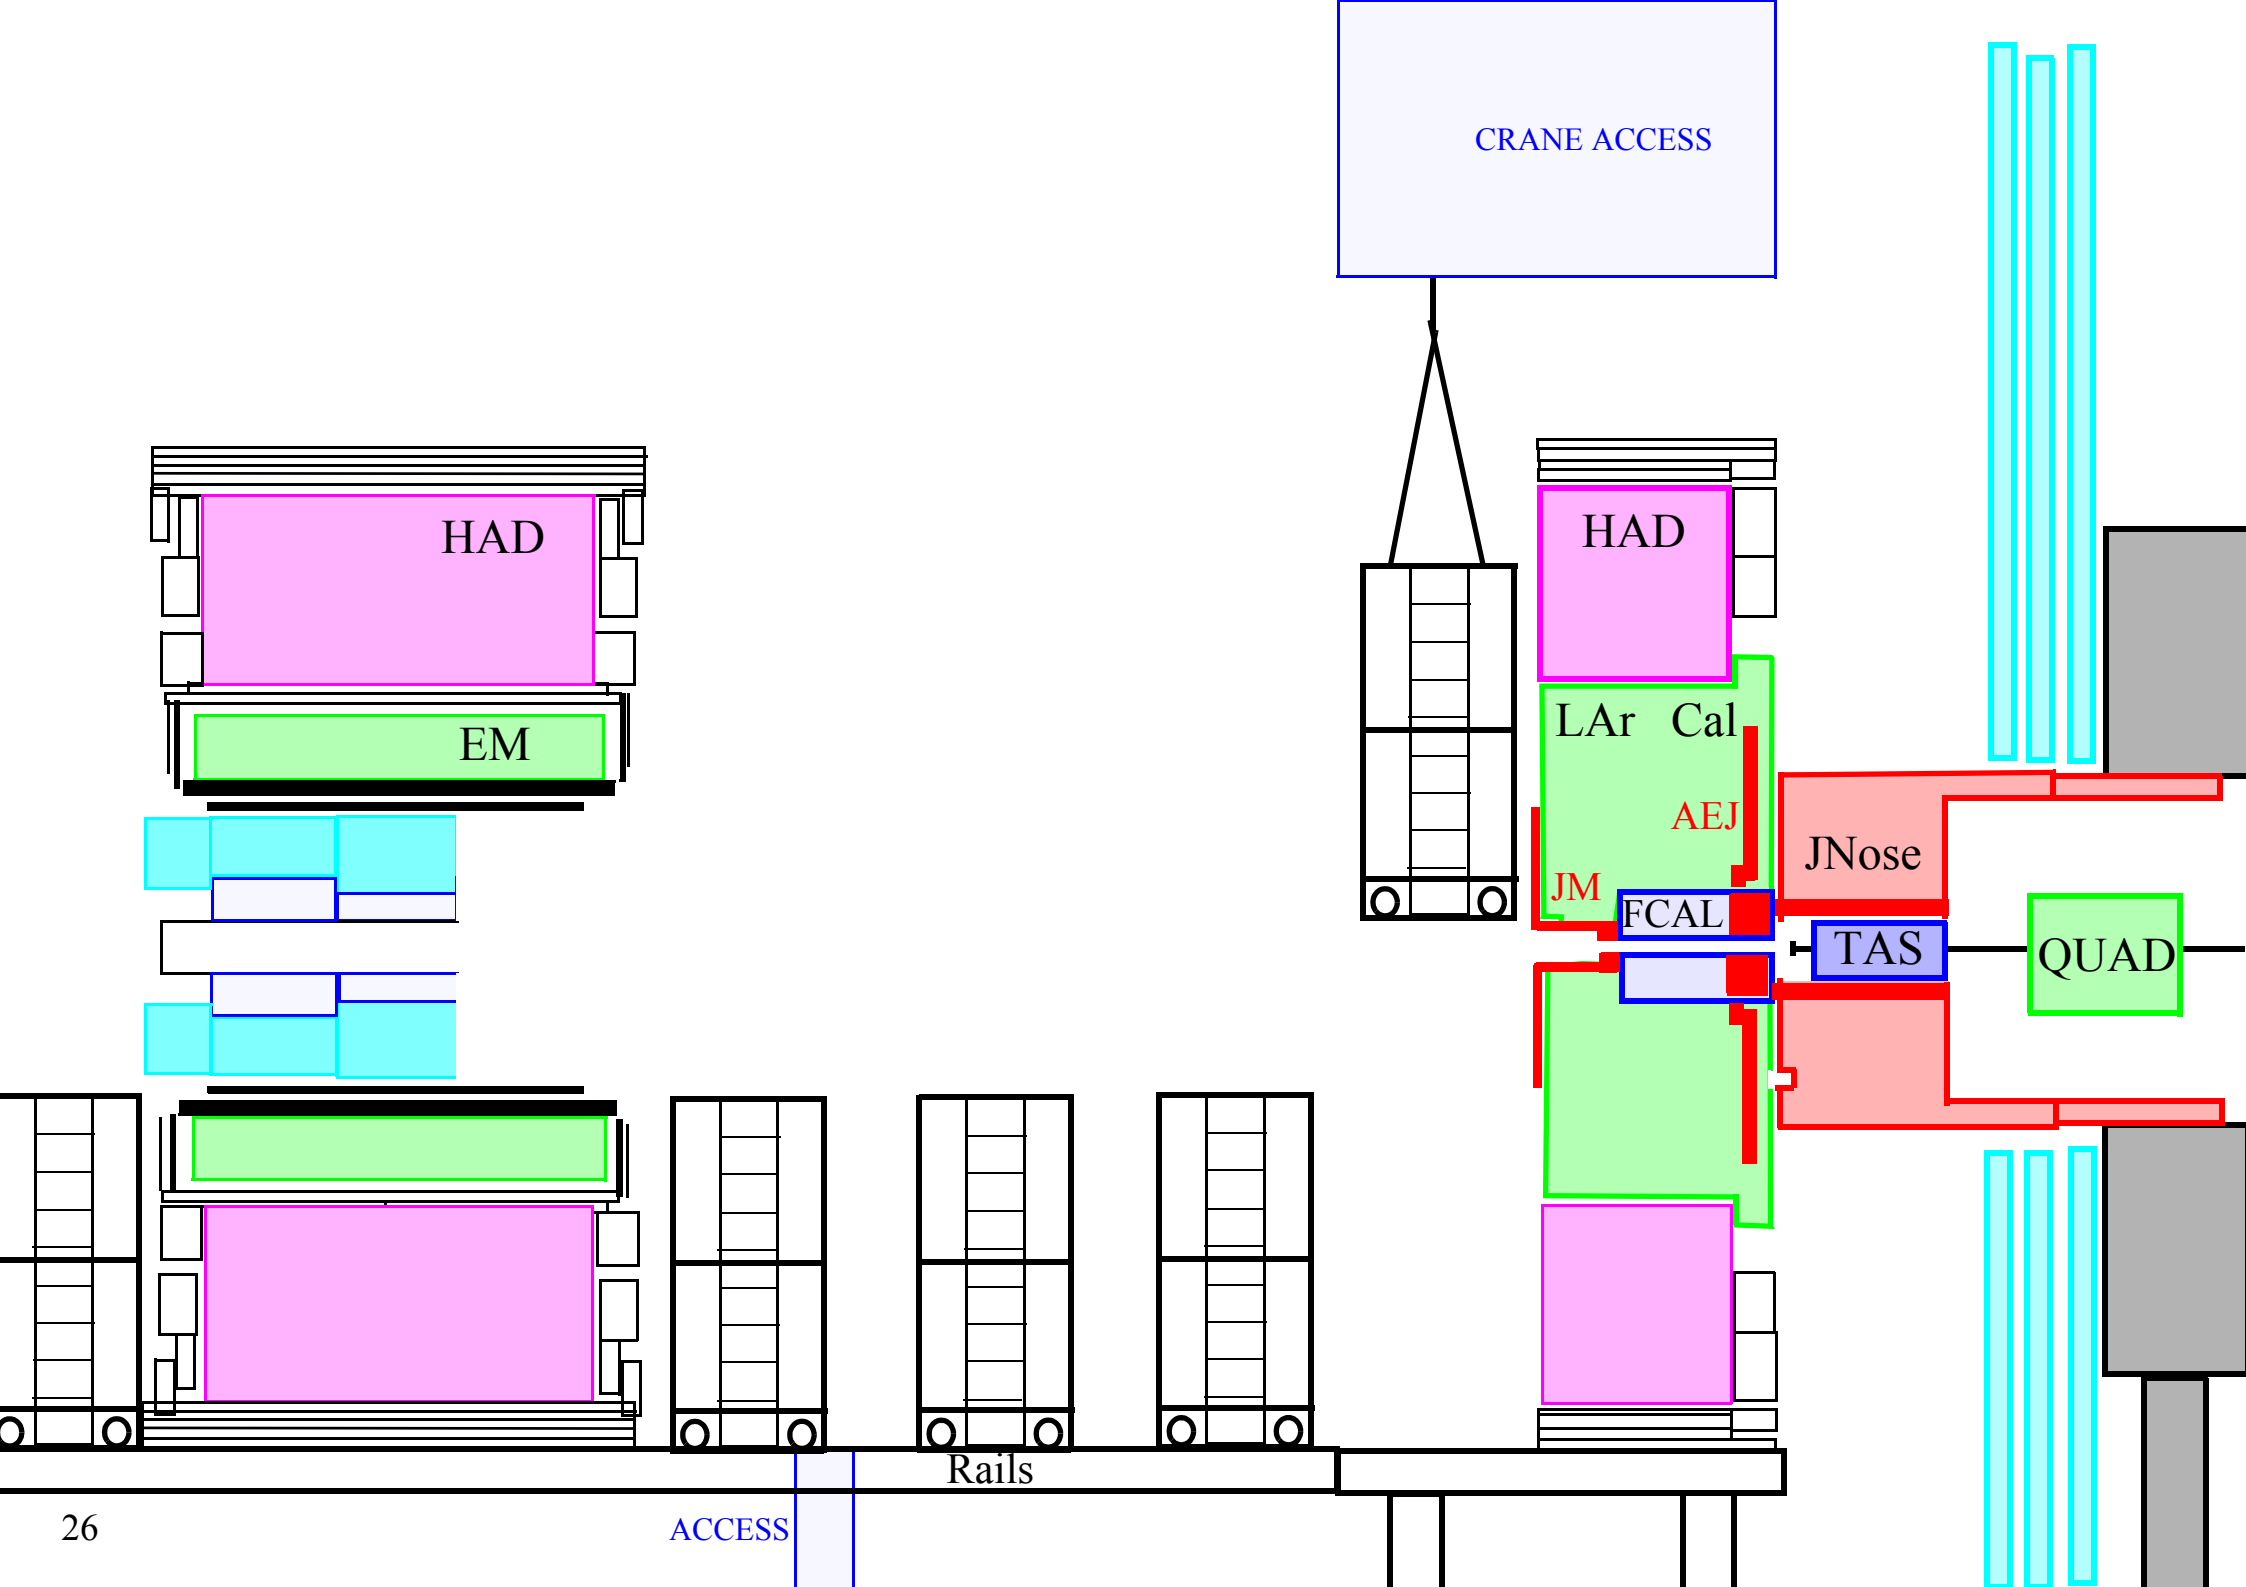 CRANE ACCESS
HAD
HAD
EM
LAr Cal
AEJ
JNose
JM
FCAL
TAS
QUAD
Rails
ACCESS
26